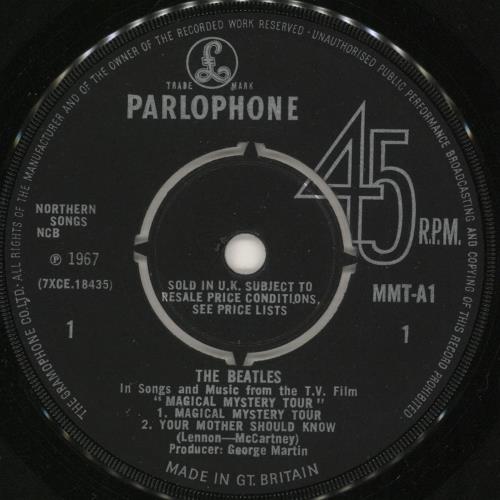 THE GRAMOPHONE CO.LTD. ALL RIGHTS OF THE MANUFACTURER AND OF THE OWNER OF THE RECORDED WORK RESERVED · UNAUTHORISED PUBLIC PERFORMANCE BROADCASTING AND COPYING OF THIS RECORD PROHIBITED
£
TRADE MARK
PARLOPHONE
45 R.P.M.
NORTHERN
SONGS
NCB
℗ 1967
(7XCE.18435)
1
SOLD IN U.K. SUBJECT TO
RESALE PRICE CONDITIONS,
SEE PRICE LISTS
MMT-A1
1
THE BEATLES
In Songs and Music from the T.V. Film
"MAGICAL MYSTERY TOUR"
1. MAGICAL MYSTERY TOUR
2. YOUR MOTHER SHOULD KNOW
(Lennon—McCartney)
Producer: George Martin
MADE IN GT. BRITAIN